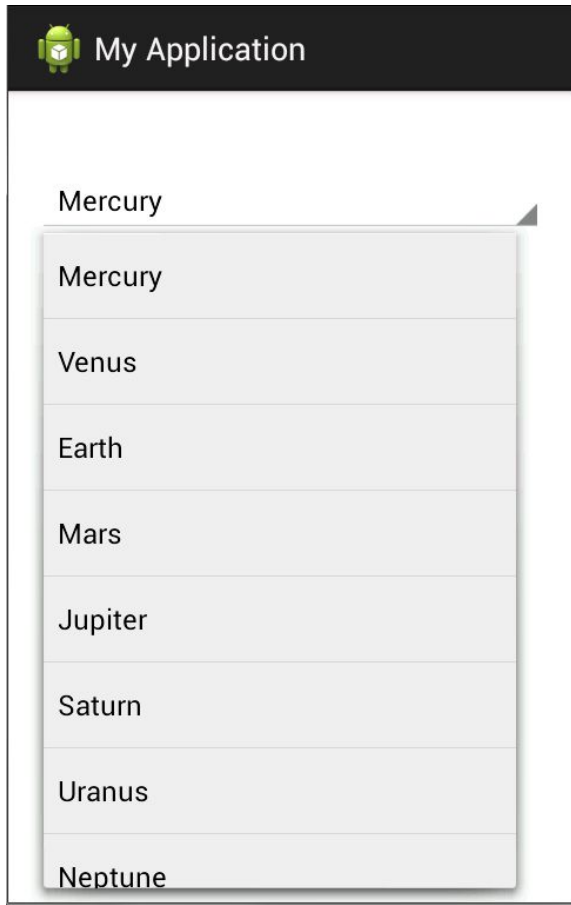 My Application
Mercury
Mercury
Venus
Earth
Mars
Jupiter
Saturn
Uranus
Neptune